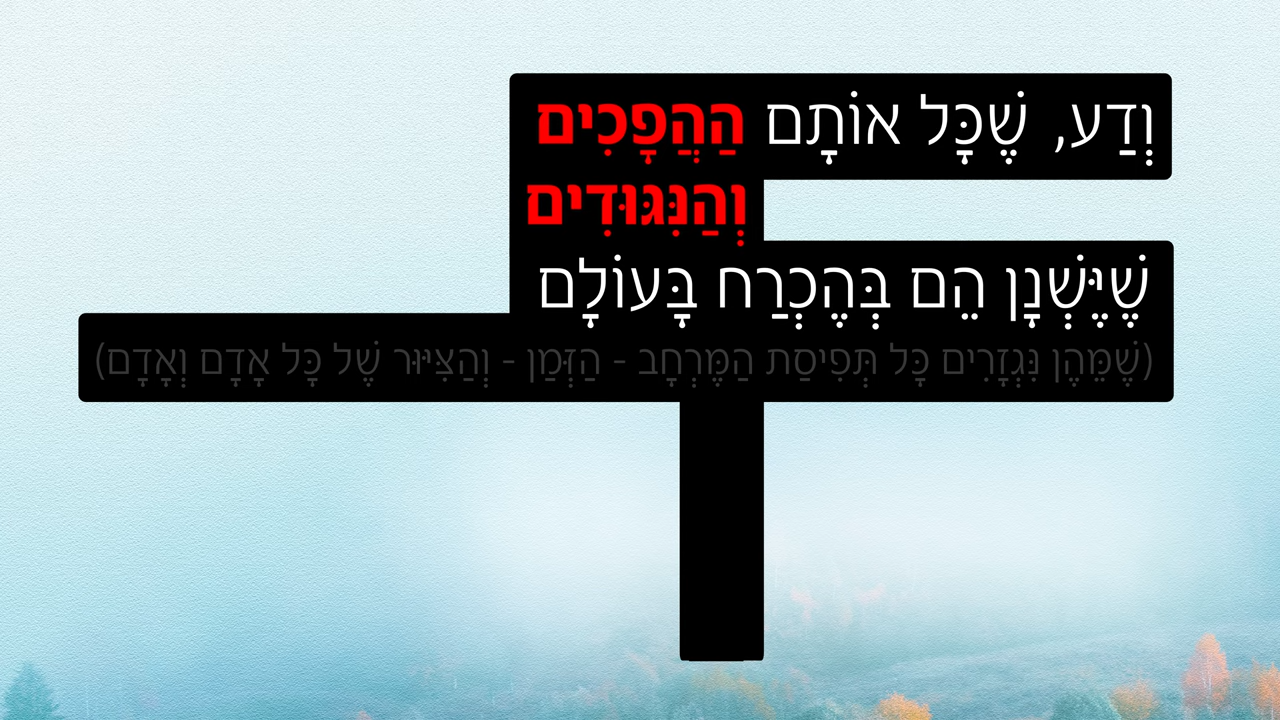 וְדַע, שֶׁכָּל אוֹתָם הַהֲפָכִים
וְהַנִּגּוּדִים
שֶׁיֶּשְׁנָן הֵם בְּהֶכְרַח בָּעוֹלָם
(שֶׁמֵּהֶן נִּגְזָרִים כָּל תְּפִיסַת הַמֶּרְחָב - הַזְּמַן - וְהַצִּיּוּר שֶׁל כָּל אָדָם וְאָדָם)